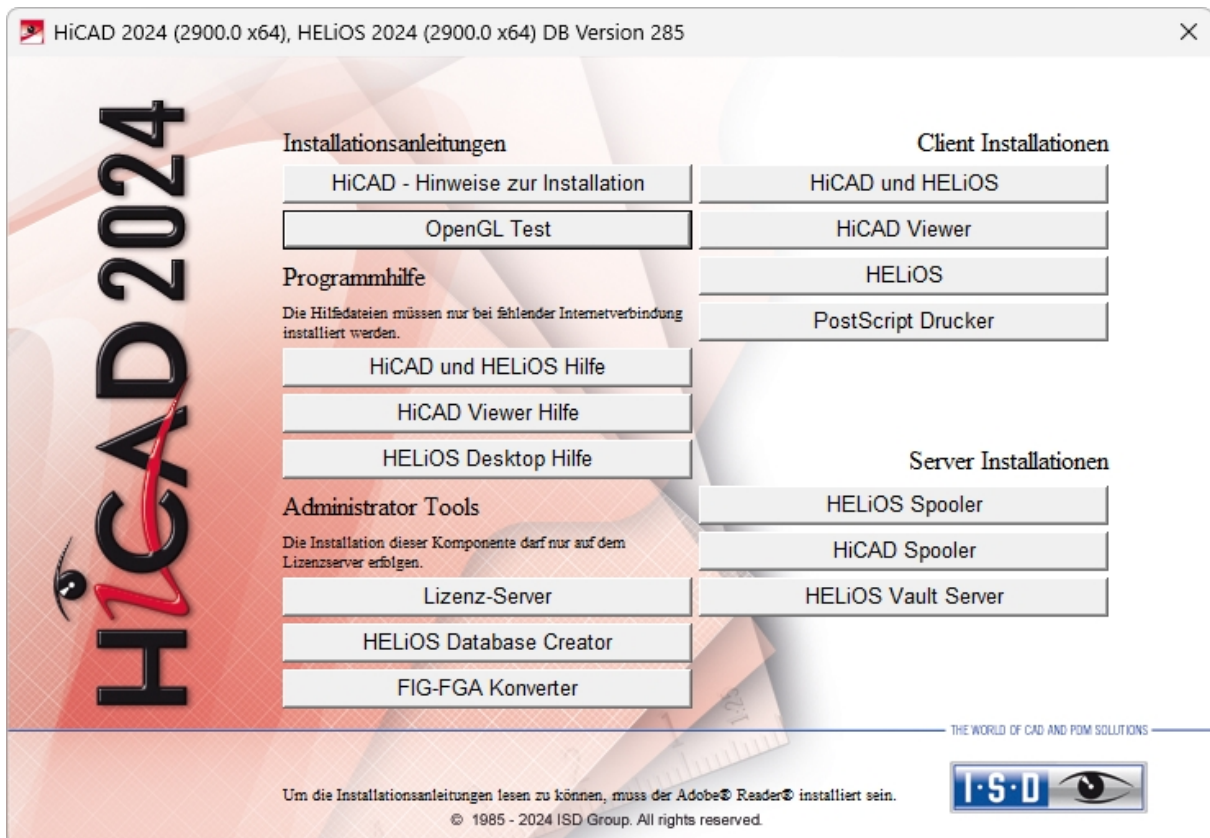 HiCAD 2024 (2900.0 x64), HELiOS 2024 (2900.0 x64) DB Version 285
HiCAD 2024
Installationsanleitungen
HiCAD - Hinweise zur Installation
OpenGL Test
Programmhilfe
Die Hilfedateien müssen nur bei fehlender Internetverbindung
installiert werden.
HiCAD und HELiOS Hilfe
HiCAD Viewer Hilfe
HELiOS Desktop Hilfe
Administrator Tools
Die Installation dieser Komponente darf nur auf dem
Lizenzserver erfolgen.
Lizenz-Server
HELiOS Database Creator
FIG-FGA Konverter
Client Installationen
HiCAD und HELiOS
HiCAD Viewer
HELiOS
PostScript Drucker
Server Installationen
HELiOS Spooler
HiCAD Spooler
HELiOS Vault Server
1:25
1
THE WORLD OF CAD AND PDM SOLUTIONS
I·S·D
Um die Installationsanleitungen lesen zu können, muss der Adobe® Reader® installiert sein.
© 1985 - 2024 ISD Group. All rights reserved.